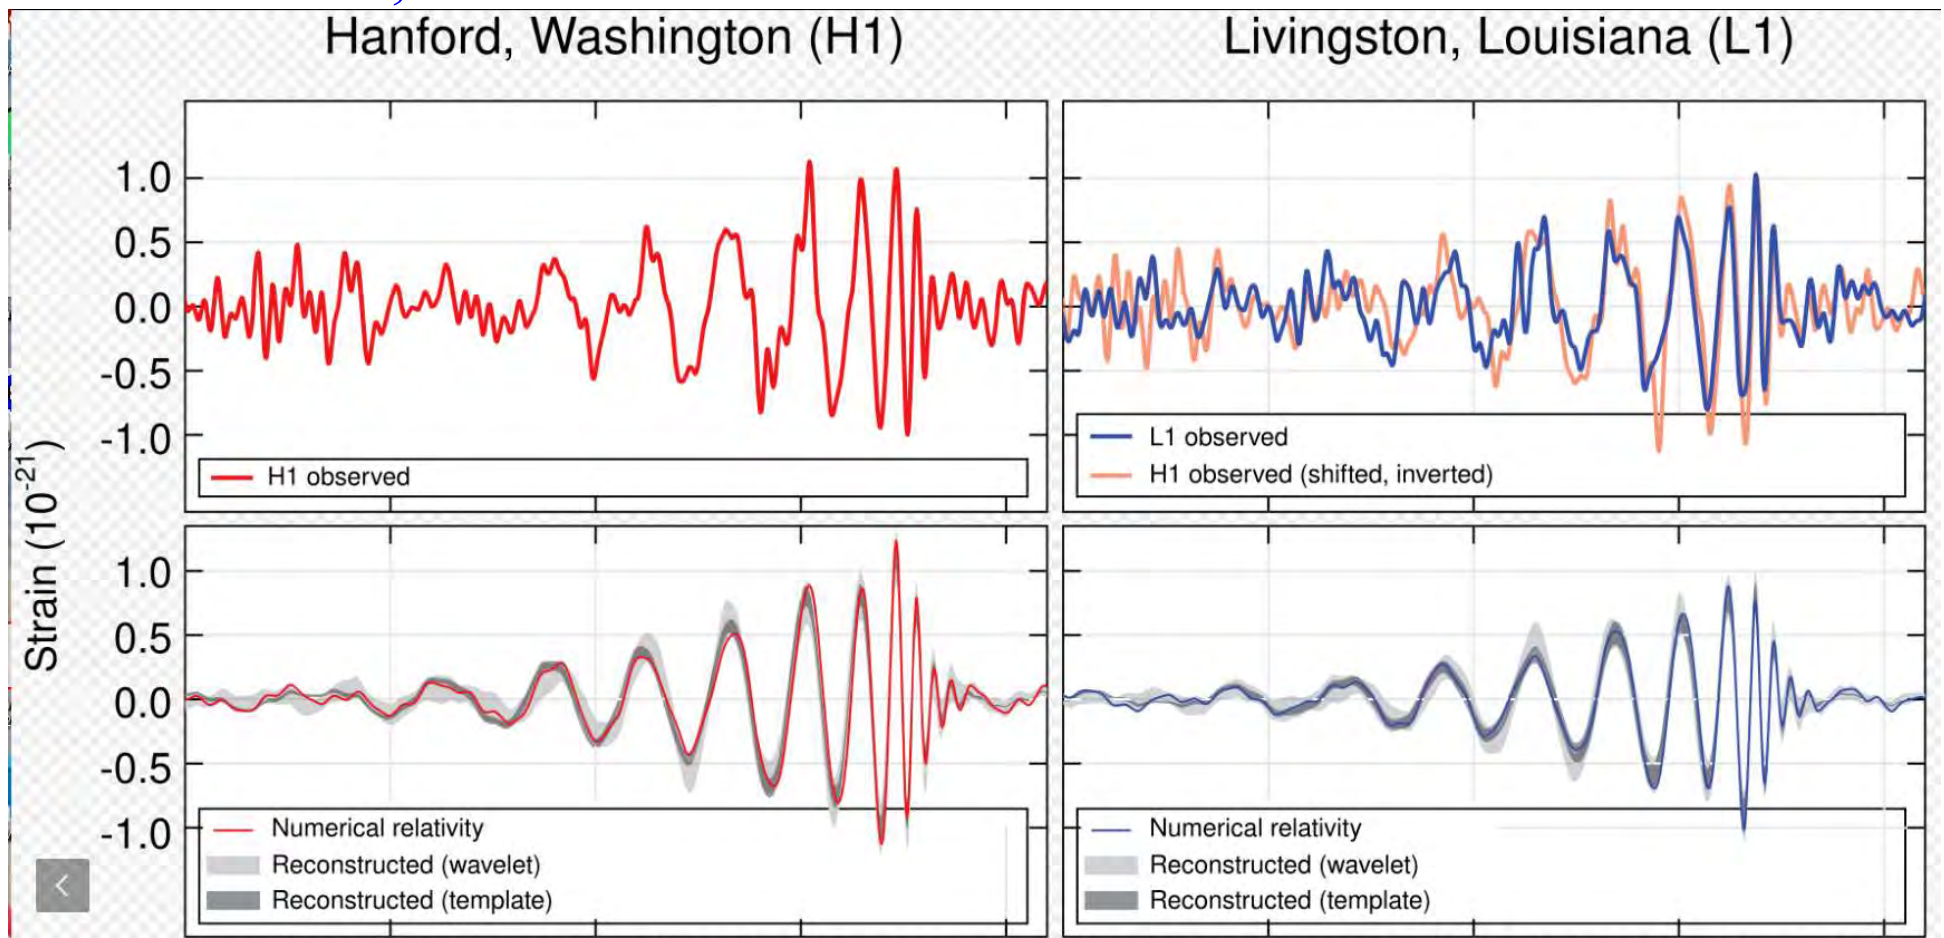 Hanford, Washington (H1)
Livingston, Louisiana (L1)
Strain (10-21)
1.0
0.5
0.0
-0.5
-1.0
H1 observed
L1 observed
H1 observed (shifted, inverted)
1.0
0.5
0.0
-0.5
-1.0
Numerical relativity
Reconstructed (wavelet)
Reconstructed (template)
Numerical relativity
Reconstructed (wavelet)
Reconstructed (template)